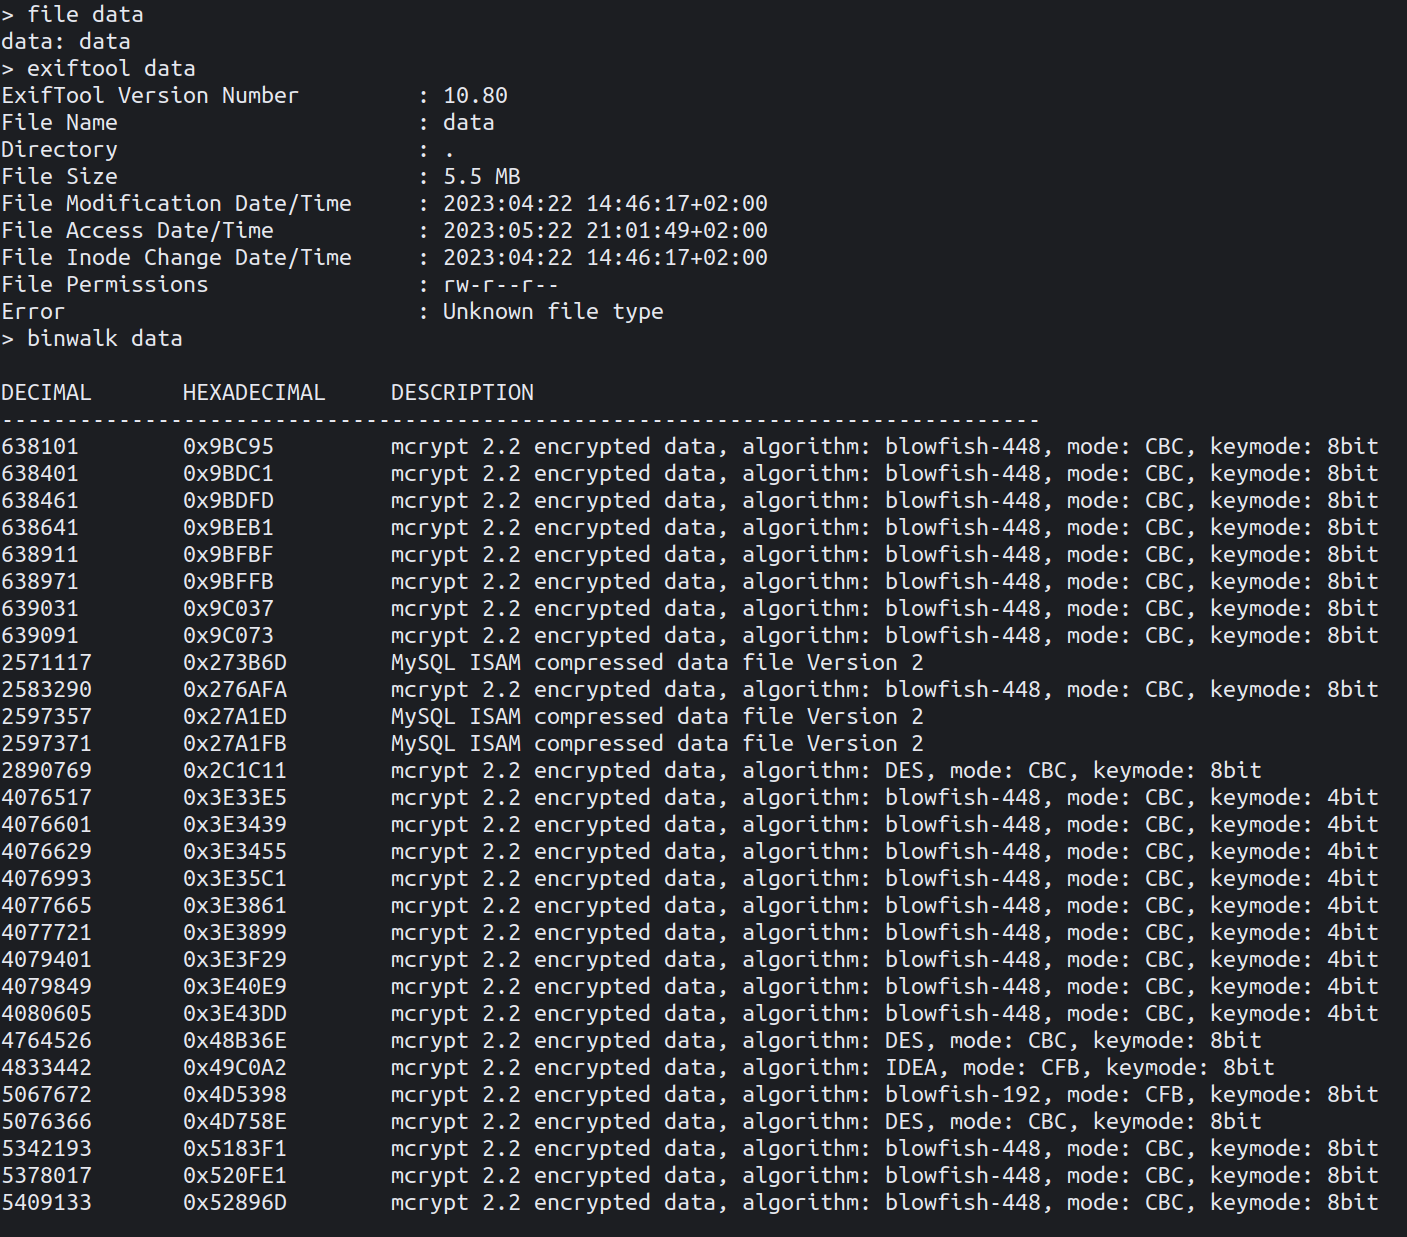 > file data
data: data
> exiftool data
ExifTool Version Number         : 10.80
File Name                       : data
Directory                       : .
File Size                       : 5.5 MB
File Modification Date/Time     : 2023:04:22 14:46:17+02:00
File Access Date/Time           : 2023:05:22 21:01:49+02:00
File Inode Change Date/Time     : 2023:04:22 14:46:17+02:00
File Permissions                : rw-r--r--
Error                           : Unknown file type
> binwalk data
DECIMAL       HEXADECIMAL     DESCRIPTION
--------------------------------------------------------------------------------
638101        0x9BC95         mcrypt 2.2 encrypted data, algorithm: blowfish-448, mode: CBC, keymode: 8bit
638401        0x9BDC1         mcrypt 2.2 encrypted data, algorithm: blowfish-448, mode: CBC, keymode: 8bit
638461        0x9BDFD         mcrypt 2.2 encrypted data, algorithm: blowfish-448, mode: CBC, keymode: 8bit
638641        0x9BEB1         mcrypt 2.2 encrypted data, algorithm: blowfish-448, mode: CBC, keymode: 8bit
638911        0x9BFBF         mcrypt 2.2 encrypted data, algorithm: blowfish-448, mode: CBC, keymode: 8bit
638971        0x9BFFB         mcrypt 2.2 encrypted data, algorithm: blowfish-448, mode: CBC, keymode: 8bit
639031        0x9C037         mcrypt 2.2 encrypted data, algorithm: blowfish-448, mode: CBC, keymode: 8bit
639091        0x9C073         mcrypt 2.2 encrypted data, algorithm: blowfish-448, mode: CBC, keymode: 8bit
2571117       0x273B6D        MySQL ISAM compressed data file Version 2
2583290       0x276AFA        mcrypt 2.2 encrypted data, algorithm: blowfish-448, mode: CBC, keymode: 8bit
2597357       0x27A1ED        MySQL ISAM compressed data file Version 2
2597371       0x27A1FB        MySQL ISAM compressed data file Version 2
2890769       0x2C1C11        mcrypt 2.2 encrypted data, algorithm: DES, mode: CBC, keymode: 8bit
4076517       0x3E33E5        mcrypt 2.2 encrypted data, algorithm: blowfish-448, mode: CBC, keymode: 4bit
4076601       0x3E3439        mcrypt 2.2 encrypted data, algorithm: blowfish-448, mode: CBC, keymode: 4bit
4076629       0x3E3455        mcrypt 2.2 encrypted data, algorithm: blowfish-448, mode: CBC, keymode: 4bit
4076993       0x3E35C1        mcrypt 2.2 encrypted data, algorithm: blowfish-448, mode: CBC, keymode: 4bit
4077665       0x3E3861        mcrypt 2.2 encrypted data, algorithm: blowfish-448, mode: CBC, keymode: 4bit
4077721       0x3E3899        mcrypt 2.2 encrypted data, algorithm: blowfish-448, mode: CBC, keymode: 4bit
4079401       0x3E3F29        mcrypt 2.2 encrypted data, algorithm: blowfish-448, mode: CBC, keymode: 4bit
4079849       0x3E40E9        mcrypt 2.2 encrypted data, algorithm: blowfish-448, mode: CBC, keymode: 4bit
4080605       0x3E43DD        mcrypt 2.2 encrypted data, algorithm: blowfish-448, mode: CBC, keymode: 4bit
4764526       0x48B36E        mcrypt 2.2 encrypted data, algorithm: DES, mode: CBC, keymode: 8bit
4833442       0x49C0A2        mcrypt 2.2 encrypted data, algorithm: IDEA, mode: CFB, keymode: 8bit
5067672       0x4D5398        mcrypt 2.2 encrypted data, algorithm: blowfish-192, mode: CFB, keymode: 8bit
5076366       0x4D758E        mcrypt 2.2 encrypted data, algorithm: DES, mode: CBC, keymode: 8bit
5342193       0x5183F1        mcrypt 2.2 encrypted data, algorithm: blowfish-448, mode: CBC, keymode: 8bit
5378017       0x520FE1        mcrypt 2.2 encrypted data, algorithm: blowfish-448, mode: CBC, keymode: 8bit
5409133       0x52896D        mcrypt 2.2 encrypted data, algorithm: blowfish-448, mode: CBC, keymode: 8bit